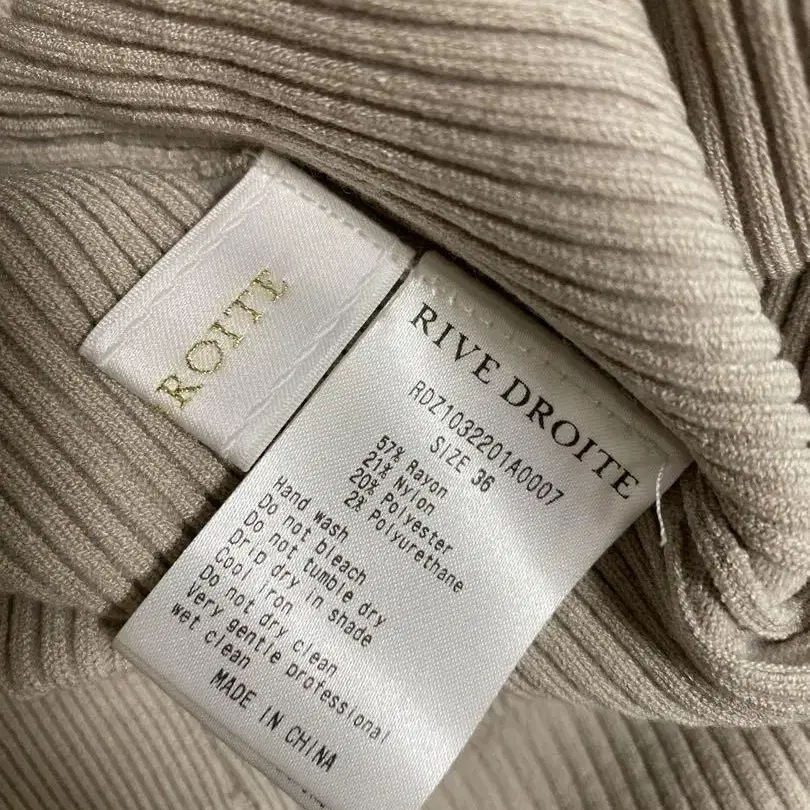 ROITE
RIVE DROITE
RDZ1032201A0007
SIZE 36
57% Rayon
21% Nylon
20% Polyester
2% Polyurethane
Hand wash
Do not bleach
Do not tumble dry
Drip dry in shade
Cool iron
Do not dry clean
Very gentle professional
wet clean
MADE IN CHINA